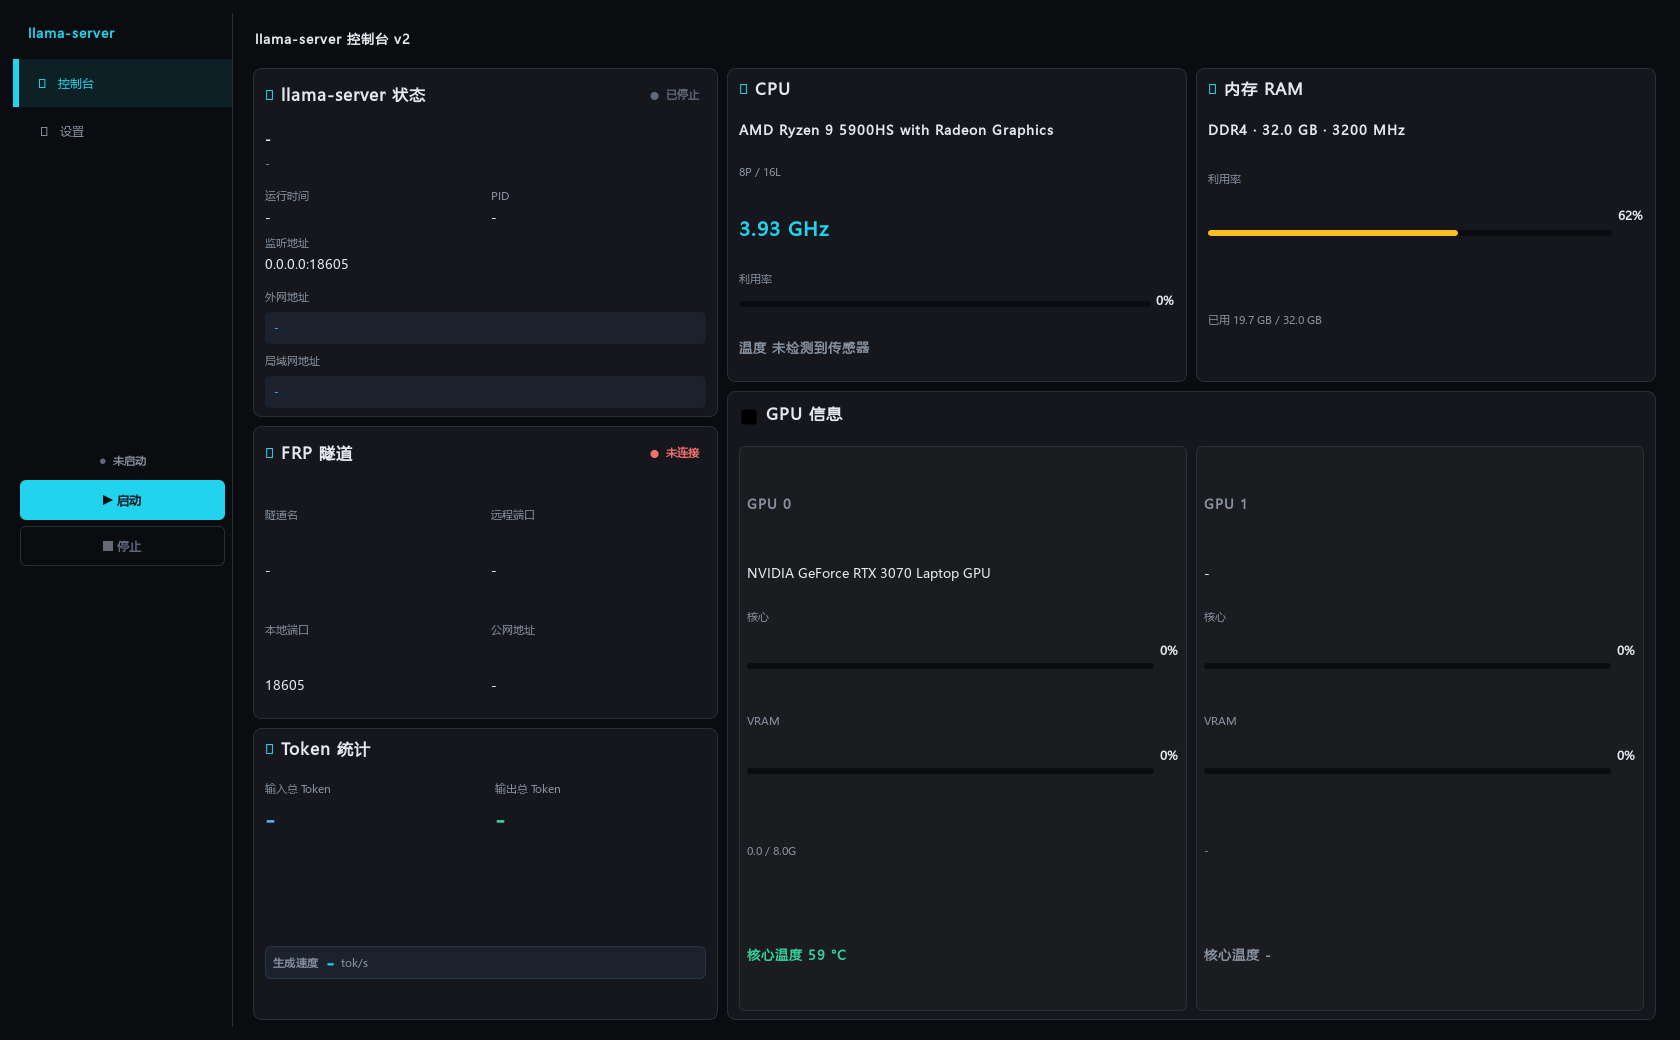 llama-server
控制台
设置
● 未启动
▶ 启动
■ 停止
llama-server 控制台 v2
llama-server 状态
● 已停止
-
-
运行时间
PID
-
-
监听地址
0.0.0.0:18605
外网地址
-
局域网地址
-
FRP 隧道
● 未连接
隧道名
远程端口
-
-
本地端口
公网地址
18605
-
Token 统计
输入总 Token
输出总 Token
-
-
生成速度 - tok/s
CPU
AMD Ryzen 9 5900HS with Radeon Graphics
8P / 16L
3.93 GHz
利用率
0%
温度 未检测到传感器
内存 RAM
DDR4 · 32.0 GB · 3200 MHz
利用率
62%
已用 19.7 GB / 32.0 GB
GPU 信息
GPU 0
NVIDIA GeForce RTX 3070 Laptop GPU
核心
0%
VRAM
0%
0.0 / 8.0G
核心温度 59 °C
GPU 1
-
核心
0%
VRAM
0%
-
核心温度 -